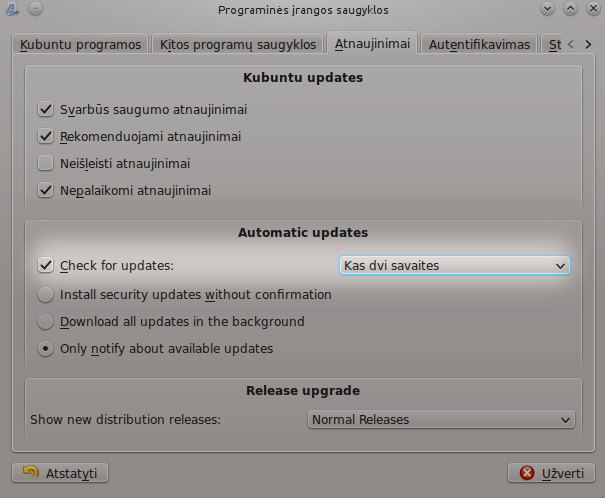 Programinės įrangos saugyklos
Kubuntu programos Kitos programų saugyklos Atnaujinimai Autentifikavimas St
Kubuntu updates
Svarbūs saugumo atnaujinimai
Rekomenduojami atnaujinimai
Neišleisti atnaujinimai
Nepalaikomi atnaujinimai
Automatic updates
Check for updates: Kas dvi savaites
Install security updates without confirmation
Download all updates in the background
Only notify about available updates
Release upgrade
Show new distribution releases: Normal Releases
Atstatyti Užverti